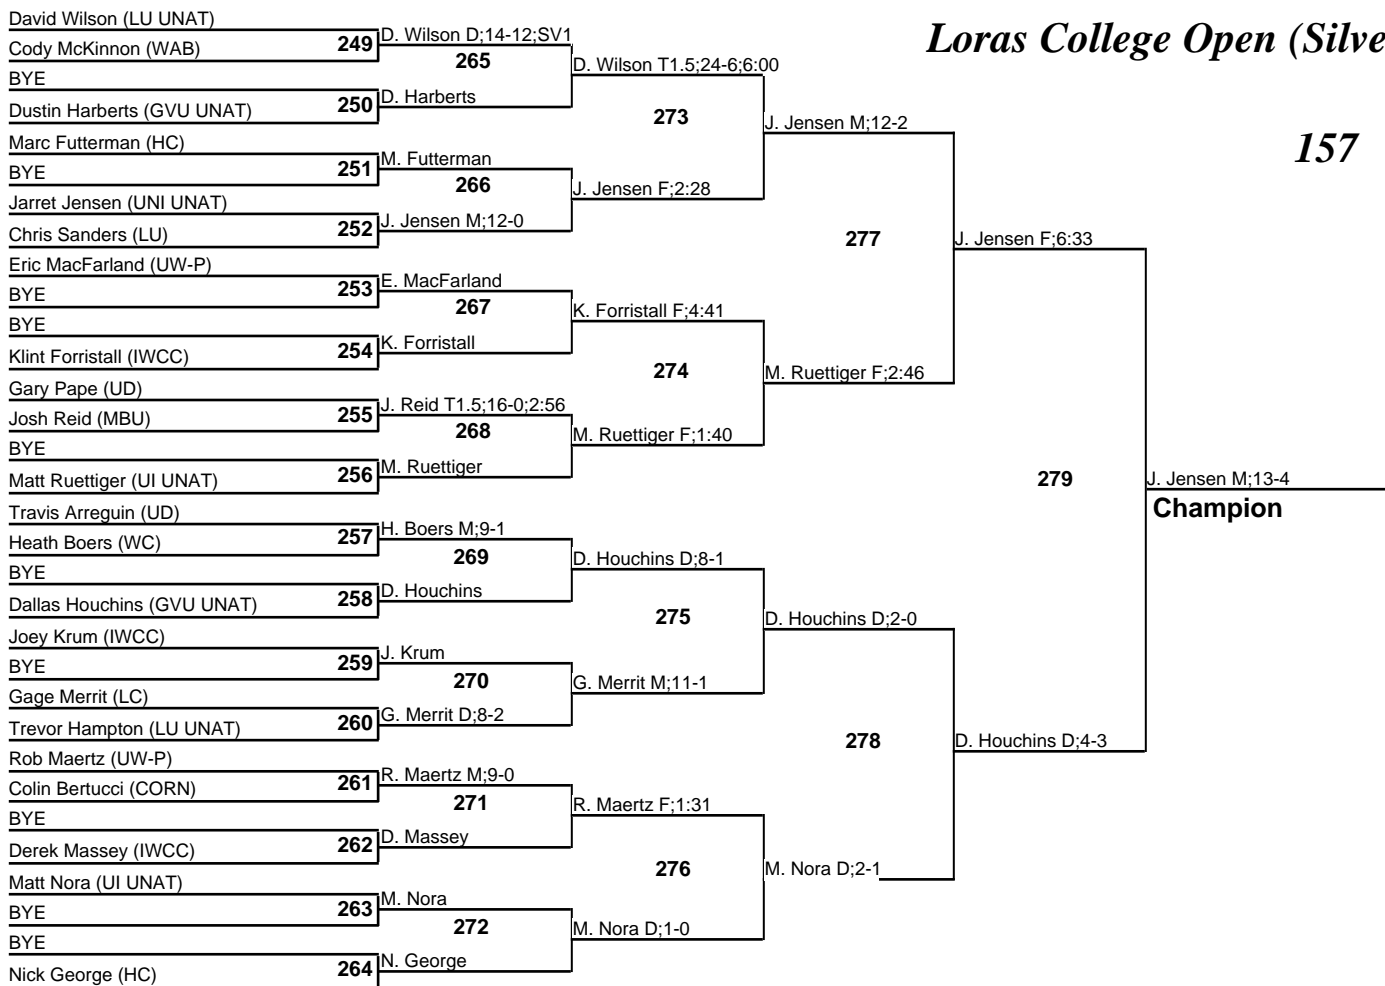 Loras College Open (Silve
157
David Wilson (LU UNAT)
Cody McKinnon (WAB)
BYE
Dustin Harberts (GVU UNAT)
Marc Futterman (HC)
BYE
Jarret Jensen (UNI UNAT)
Chris Sanders (LU)
Eric MacFarland (UW-P)
BYE
BYE
Klint Forristall (IWCC)
Gary Pape (UD)
Josh Reid (MBU)
BYE
Matt Ruettiger (UI UNAT)
Travis Arreguin (UD)
Heath Boers (WC)
BYE
Dallas Houchins (GVU UNAT)
Joey Krum (IWCC)
BYE
Gage Merrit (LC)
Trevor Hampton (LU UNAT)
Rob Maertz (UW-P)
Colin Bertucci (CORN)
BYE
Derek Massey (IWCC)
Matt Nora (UI UNAT)
BYE
BYE
Nick George (HC)
249 D. Wilson D;14-12;SV1
265
250 D. Harberts
251 M. Futterman
266
252 J. Jensen M;12-0
253 E. MacFarland
267
254 K. Forristall
255 J. Reid T1.5;16-0;2:56
268
256 M. Ruettiger
257 H. Boers M;9-1
269
258 D. Houchins
259 J. Krum
270
260 G. Merrit D;8-2
261 R. Maertz M;9-0
271
262 D. Massey
263 M. Nora
272
264 N. George
D. Wilson T1.5;24-6;6:00
273
J. Jensen F;2:28
K. Forristall F;4:41
274
M. Ruettiger F;1:40
D. Houchins D;8-1
275
G. Merrit M;11-1
R. Maertz F;1:31
276
M. Nora D;1-0
J. Jensen M;12-2
277
M. Ruettiger F;2:46
D. Houchins D;2-0
278
M. Nora D;2-1
J. Jensen F;6:33
279
D. Houchins D;4-3
J. Jensen M;13-4
Champion